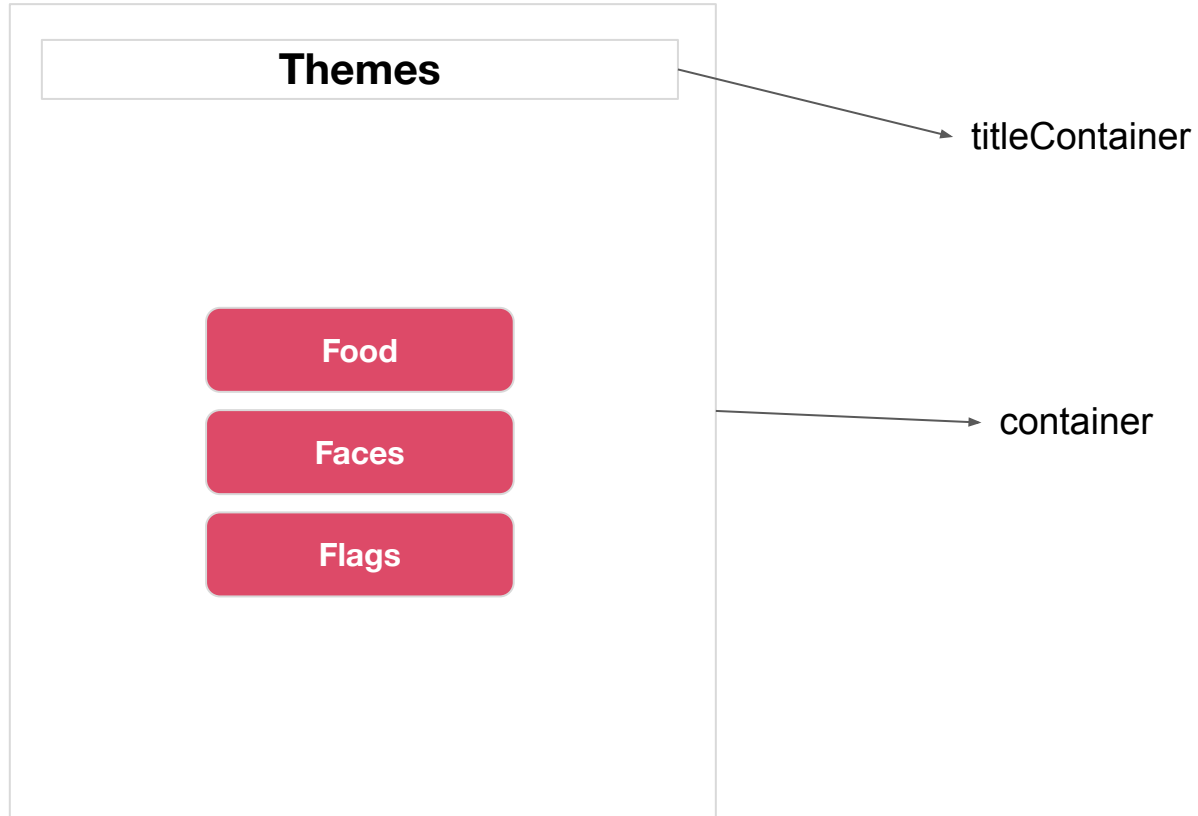 Themes
titleContainer
Food
Faces
container
Flags